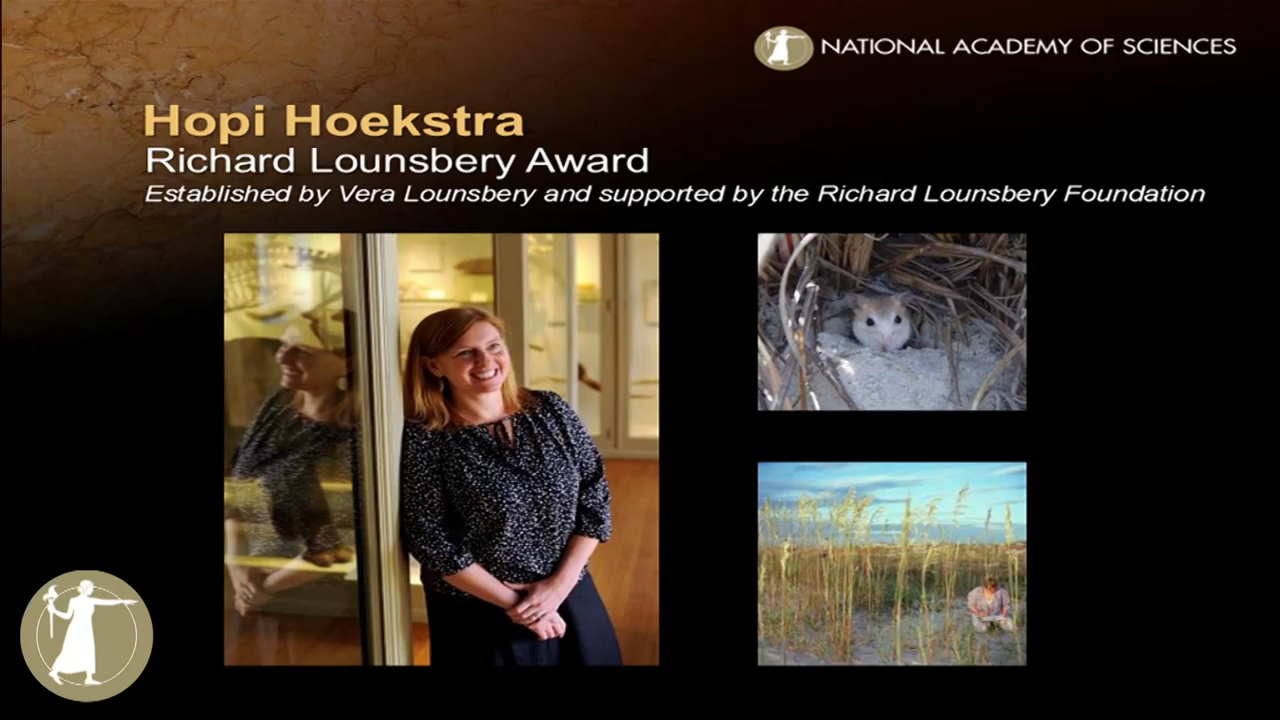 NATIONAL ACADEMY OF SCIENCES
Hopi Hoekstra
Richard Lounsbery Award
Established by Vera Lounsbery and supported by the Richard Lounsbery Foundation